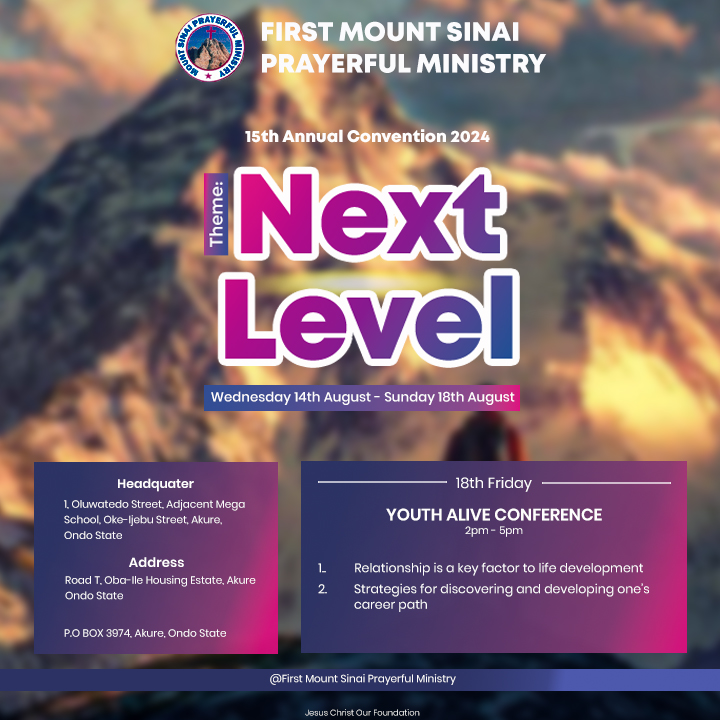 MOUNT SINAI PRAYERFUL MINISTRY
FIRST MOUNT SINAI
PRAYERFUL MINISTRY
15th Annual Convention 2024
Theme:
Next
Level
Wednesday 14th August - Sunday 18th August
Headquater
1, Oluwatedo Street, Adjacent Mega
School, Oke-Ijebu Street, Akure,
Ondo State
Address
Road T, Oba-Ile Housing Estate, Akure
Ondo State
P.O BOX 3974, Akure, Ondo State
18th Friday
YOUTH ALIVE CONFERENCE
2pm - 5pm
1. Relationship is a key factor to life development
2. Strategies for discovering and developing one's
career path
@First Mount Sinai Prayerful Ministry
Jesus Christ Our Foundation